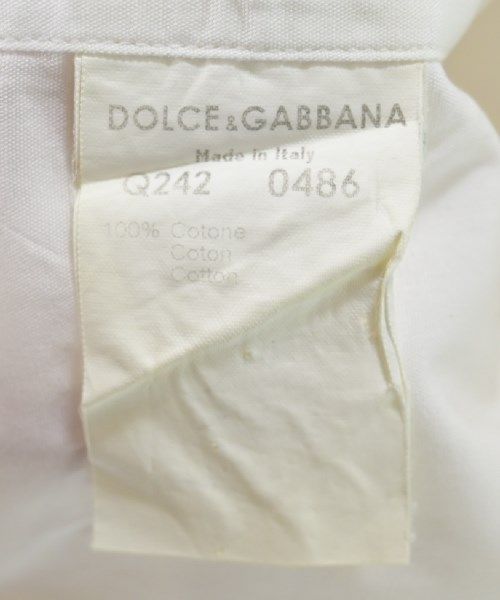 DOLCE&GABBANA
Made in Italy
Q242 0486
100% Cotone
Coton
Cotton